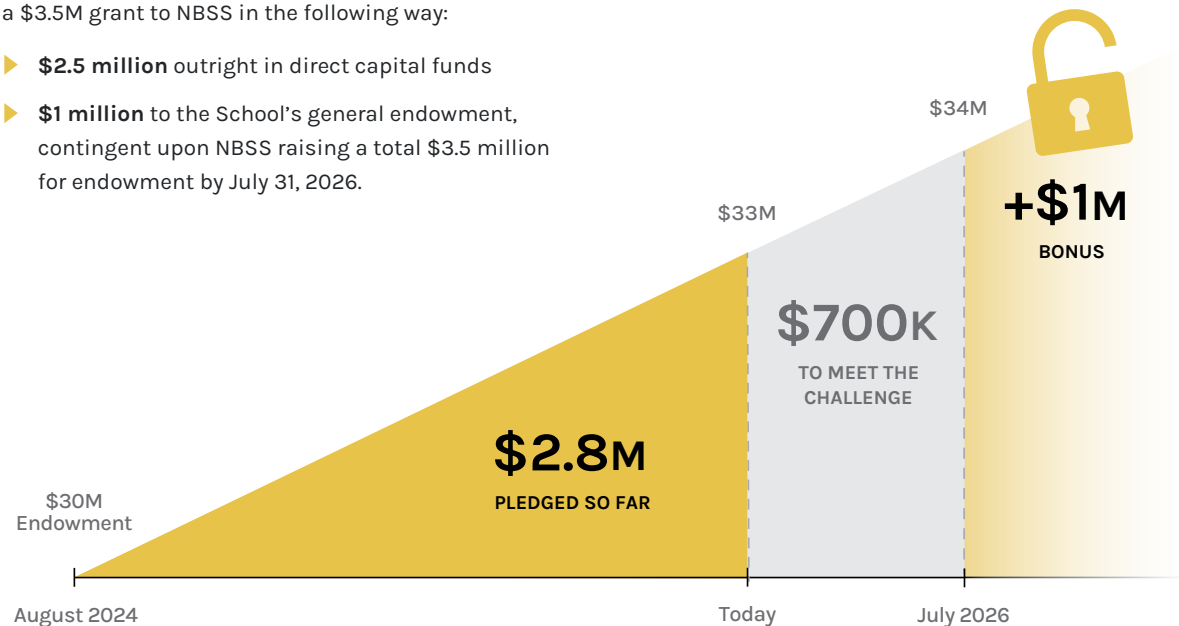 a $3.5M grant to NBSS in the following way:
$2.5 million outright in direct capital funds
$1 million to the School’s general endowment,
contingent upon NBSS raising a total $3.5 million
for endowment by July 31, 2026.
$34M
+$1M
BONUS
$33M
$700K
TO MEET THE
CHALLENGE
$2.8M
PLEDGED SO FAR
$30M
Endowment
August 2024
Today
July 2026